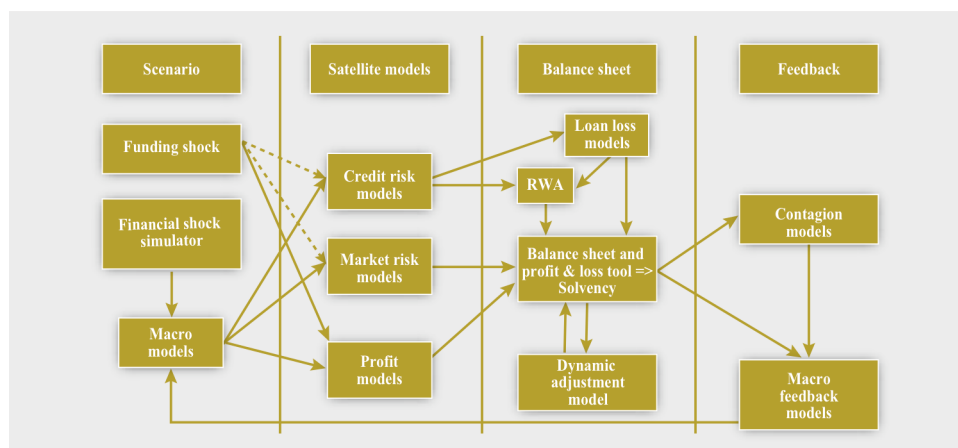 Scenario
Satellite models
Balance sheet
Feedback
Funding shock
Financial shock
simulator
Macro
models
Credit risk
models
Market risk
models
Profit
models
Loan loss
models
RWA
Balance sheet and
profit & loss tool =>
Solvency
Dynamic
adjustment
model
Contagion
models
Macro
feedback
models